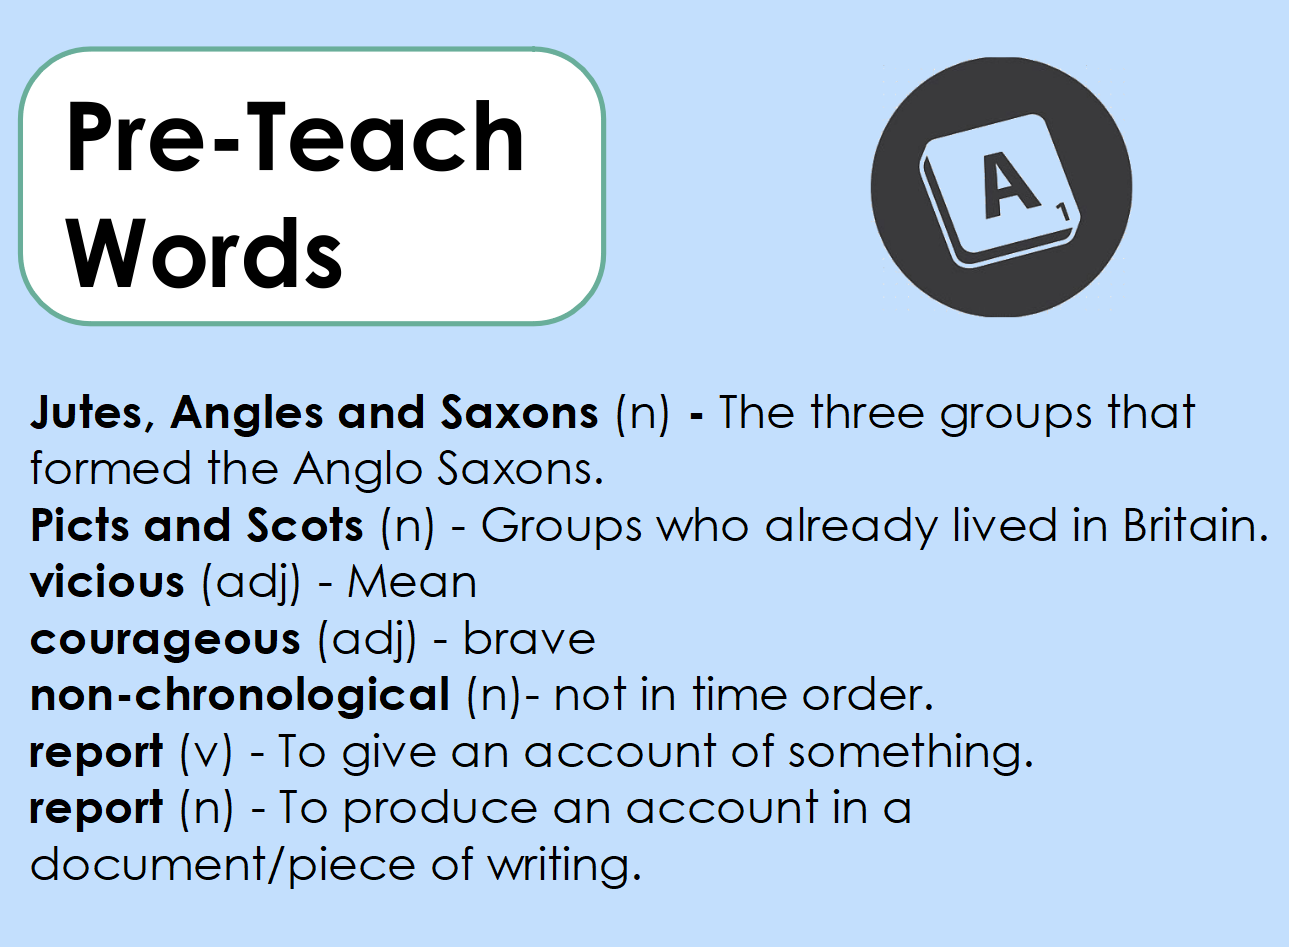 Pre-Teach
Words
A
1
Jutes, Angles and Saxons (n) - The three groups that
formed the Anglo Saxons.
Picts and Scots (n) - Groups who already lived in Britain.
vicious (adj) - Mean
courageous (adj) - brave
non-chronological (n)- not in time order.
report (v) - To give an account of something.
report (n) - To produce an account in a
document/piece of writing.